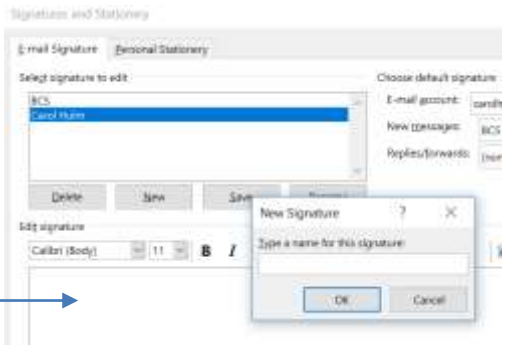 Signatures and Stationery
E-mail Signature Personal Stationery
Select signature to edit
Choose default signature
BCS
Carol Hulm
E-mail account:
New messages: BCS
Replies/forwards: (non
Delete New Save Rename
Edit signature
New Signature ? ×
Calibri (Body) 11 B I
Type a name for this signature:
OK Cancel